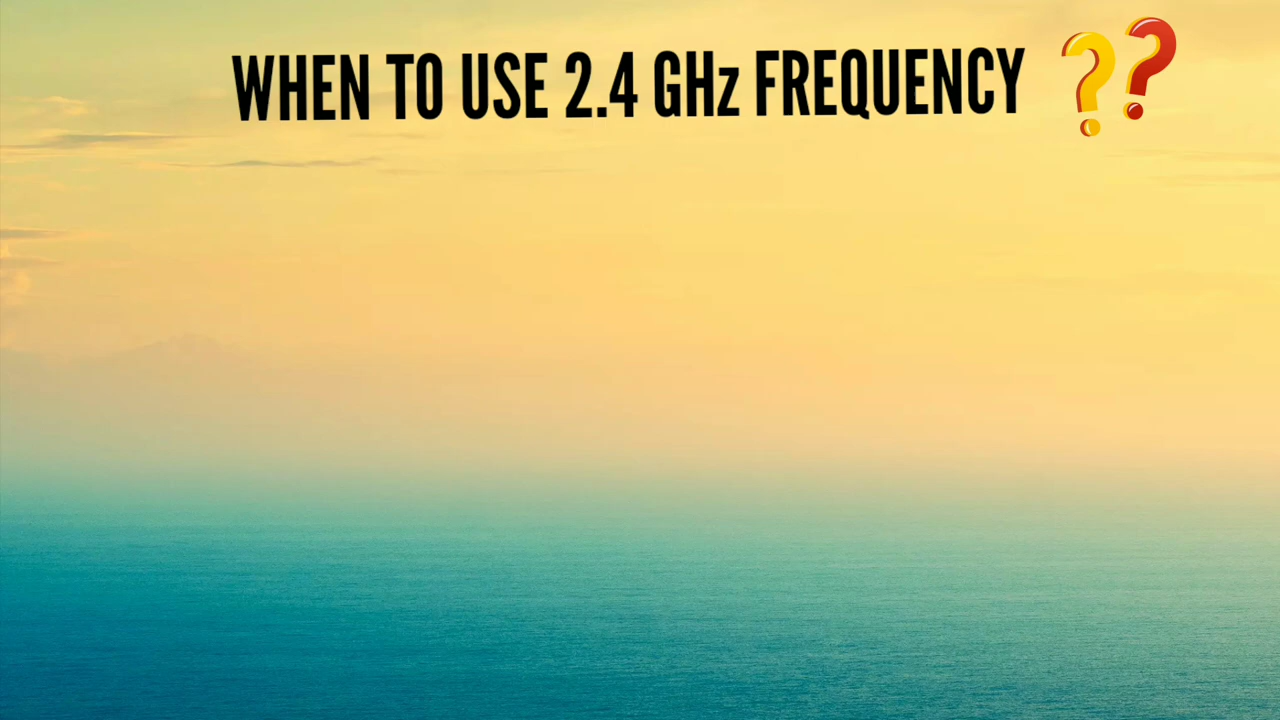 WHEN TO USE 2.4 GHz FREQUENCY ❓❓